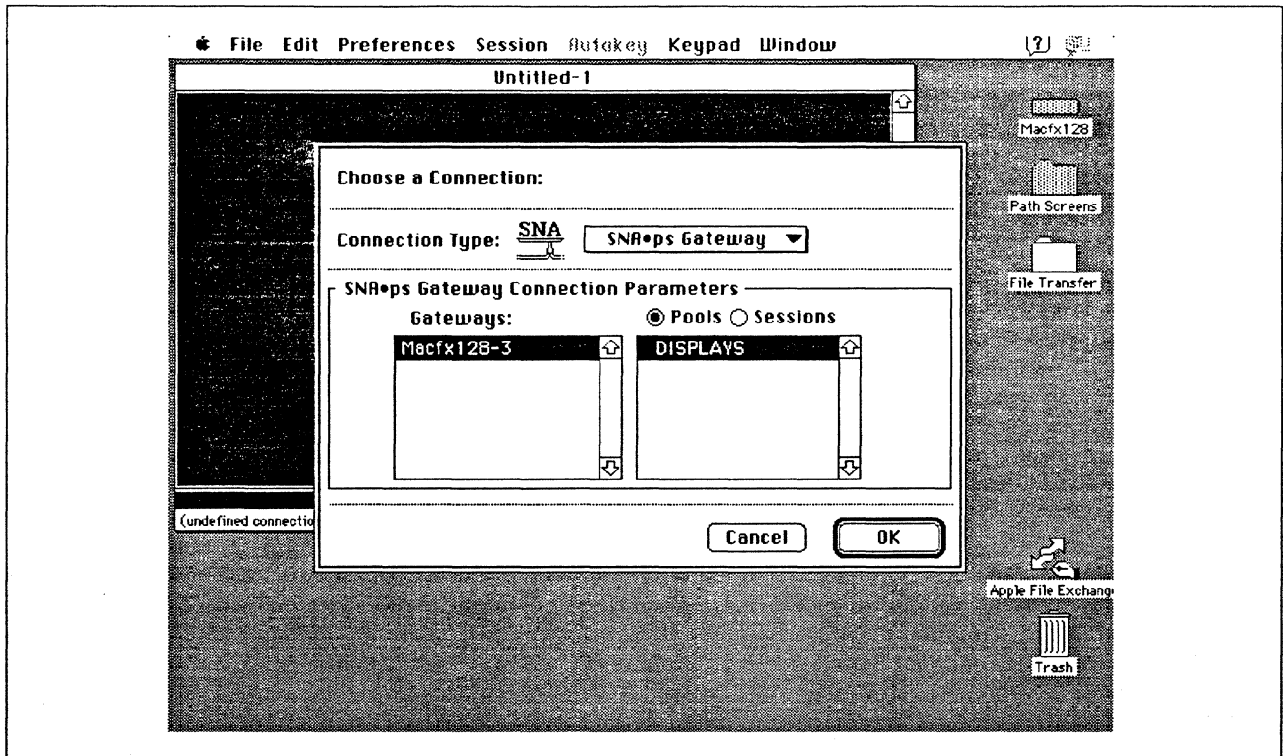 File Edit Preferences Session Autokey Keypad Window
Untitled-1
Macfx128
Choose a Connection:
Path Screens
Connection Type: SNA SNA•ps Gateway
File Transfer
SNA•ps Gateway Connection Parameters
Gateways: Pools Sessions
Macfx128-3 DISPLAYS
(undefined connectio
Cancel OK
Apple File Exchang
Trash